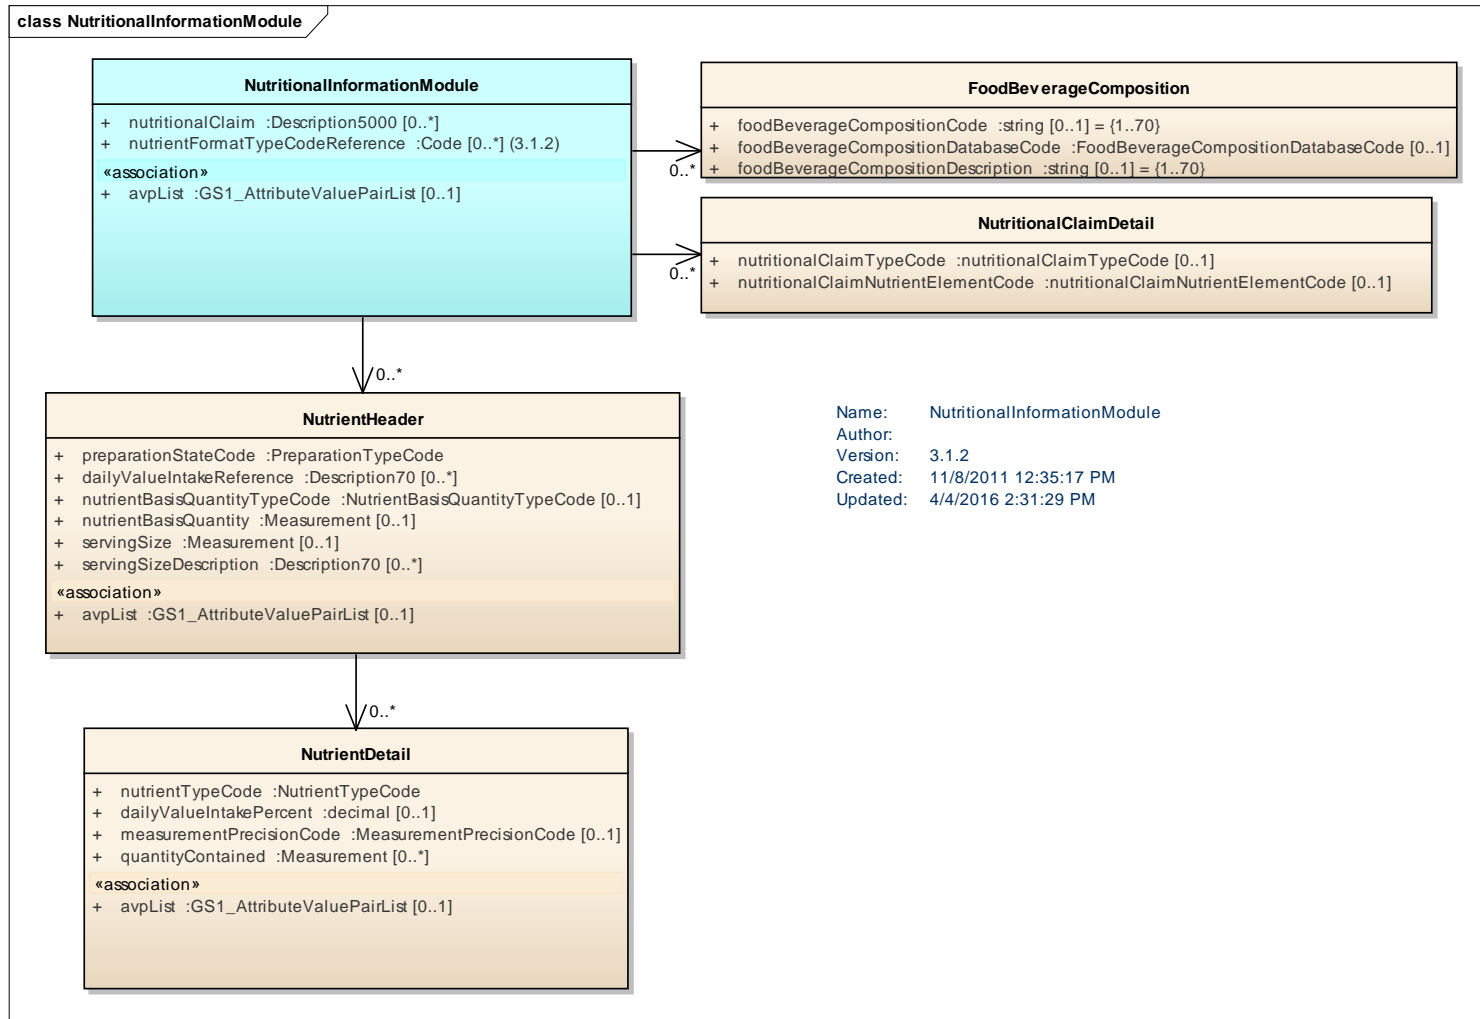 class NutritionalInformationModule
NutritionalInformationModule
+ nutritionalClaim :Description5000 [0..*]
+ nutrientFormatTypeCodeReference :Code [0..*] (3.1.2)
«association»
+ avpList :GS1_AttributeValuePairList [0..1]
0..*
FoodBeverageComposition
+ foodBeverageCompositionCode :string [0..1] = {1..70}
+ foodBeverageCompositionDatabaseCode :FoodBeverageCompositionDatabaseCode [0..1]
+ foodBeverageCompositionDescription :string [0..1] = {1..70}
0..*
NutritionalClaimDetail
+ nutritionalClaimTypeCode :nutritionalClaimTypeCode [0..1]
+ nutritionalClaimNutrientElementCode :nutritionalClaimNutrientElementCode [0..1]
0..*
NutrientHeader
+ preparationStateCode :PreparationTypeCode
+ dailyValueIntakeReference :Description70 [0..*]
+ nutrientBasisQuantityTypeCode :NutrientBasisQuantityTypeCode [0..1]
+ nutrientBasisQuantity :Measurement [0..1]
+ servingSize :Measurement [0..1]
+ servingSizeDescription :Description70 [0..*]
«association»
+ avpList :GS1_AttributeValuePairList [0..1]
Name: NutritionalInformationModule
Author:
Version: 3.1.2
Created: 11/8/2011 12:35:17 PM
Updated: 4/4/2016 2:31:29 PM
0..*
NutrientDetail
+ nutrientTypeCode :NutrientTypeCode
+ dailyValueIntakePercent :decimal [0..1]
+ measurementPrecisionCode :MeasurementPrecisionCode [0..1]
+ quantityContained :Measurement [0..*]
«association»
+ avpList :GS1_AttributeValuePairList [0..1]